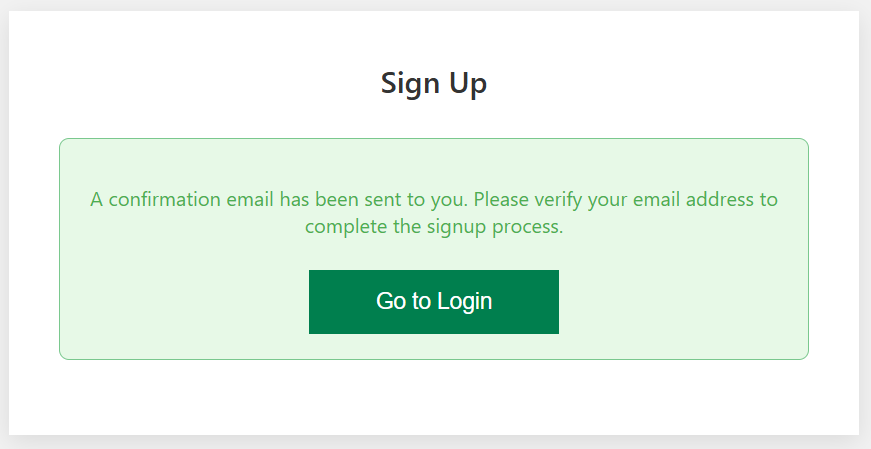 Sign Up
A confirmation email has been sent to you. Please verify your email address to
complete the signup process.
Go to Login